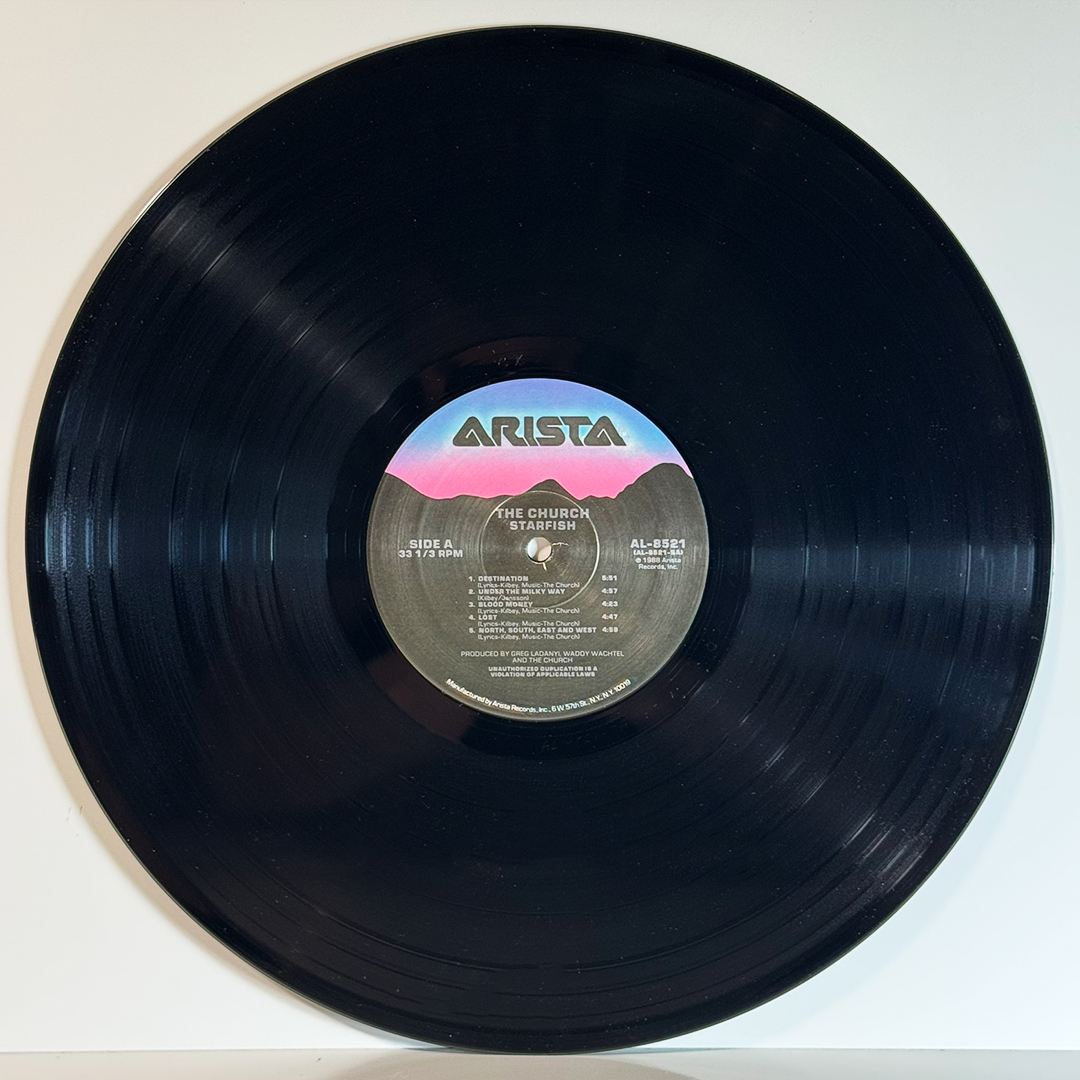 ARISTA
THE CHURCH
STARFISH
SIDE A
33 1/3 RPM
AL-8521
(AL-8521-SA)
℗ 1988 Arista
Records, Inc.
1. DESTINATION 5:51
(Lyrics-Kilbey, Music-The Church)
2. UNDER THE MILKY WAY 4:57
(Kilbey/Jansson)
3. BLOOD MONEY 4:23
(Lyrics-Kilbey, Music-The Church)
4. LOST 4:47
(Lyrics-Kilbey, Music-The Church)
5. NORTH, SOUTH, EAST AND WEST 4:58
(Lyrics-Kilbey, Music-The Church)
PRODUCED BY GREG LADANYI, WADDY WACHTEL
AND THE CHURCH
UNAUTHORIZED DUPLICATION IS A
VIOLATION OF APPLICABLE LAWS
Manufactured by Arista Records, Inc., 6 W 57th St., N.Y., N.Y. 10019